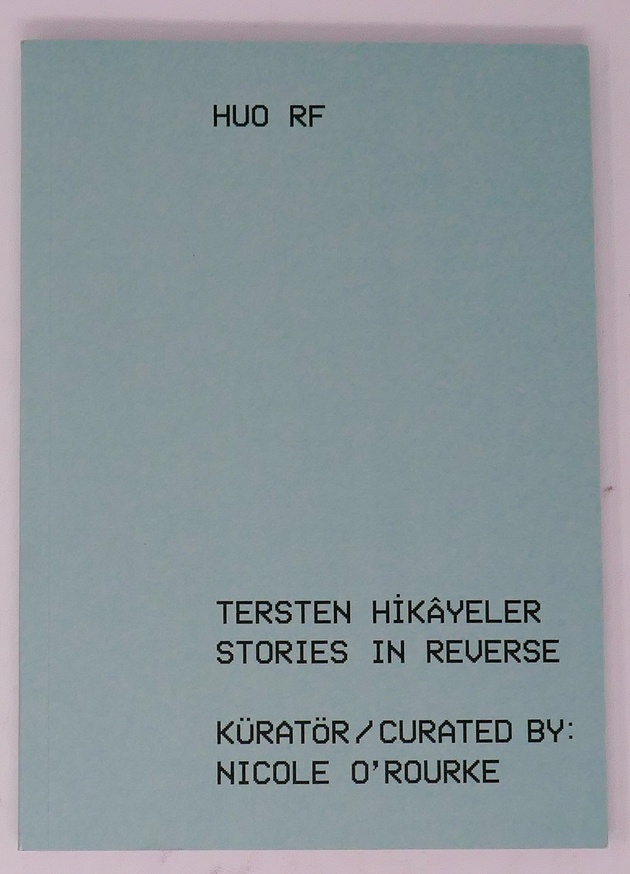 HUO RF
TERSTEN HİKÂYELER
STORIES IN REVERSE
KÜRATÖR/CURATED BY:
NICOLE O'ROURKE